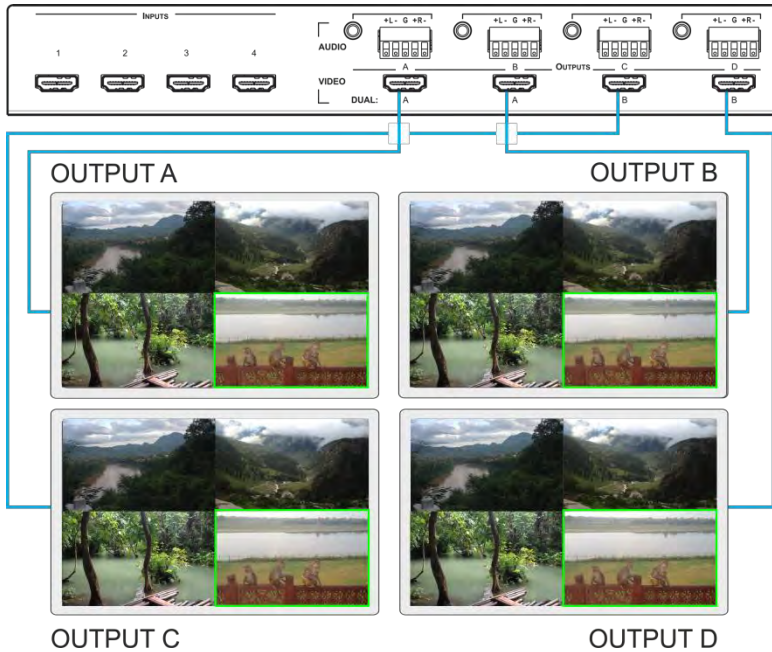 INPUTS
1 2 3 4
+L- G +R- +L- G +R- +L- G +R- +L- G +R-
AUDIO
A B OUTPUTS C D
VIDEO
DUAL: A A B B
OUTPUT A OUTPUT B
OUTPUT C OUTPUT D